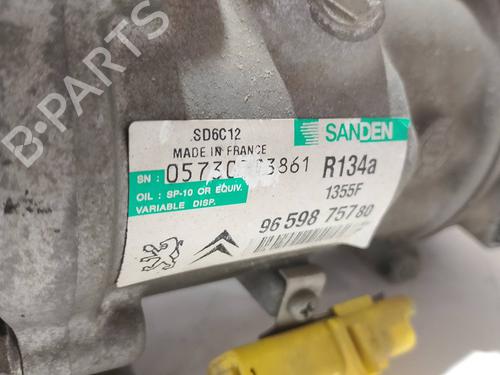 B-PARTS
SD6C12
MADE IN FRANCE
SANDEN
SN :
R134a
OIL : SP-10 OR EQUIV.
VARIABLE DISP.
1355F
96 598 757 80